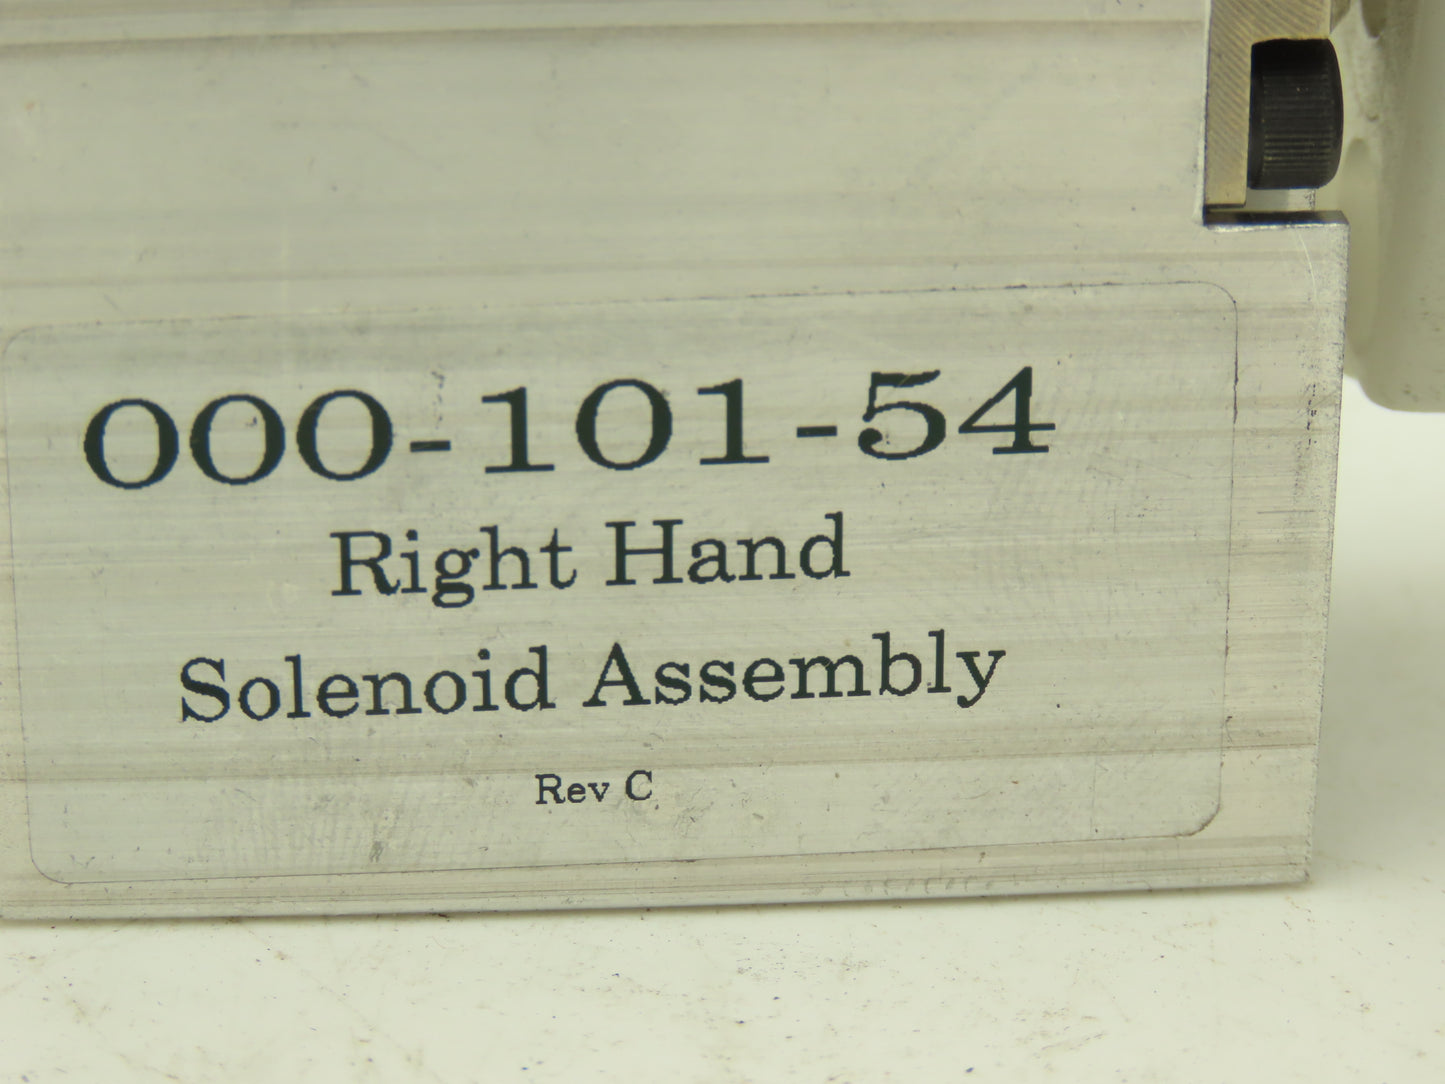 000-101-54
Right Hand
Solenoid Assembly
Rev C